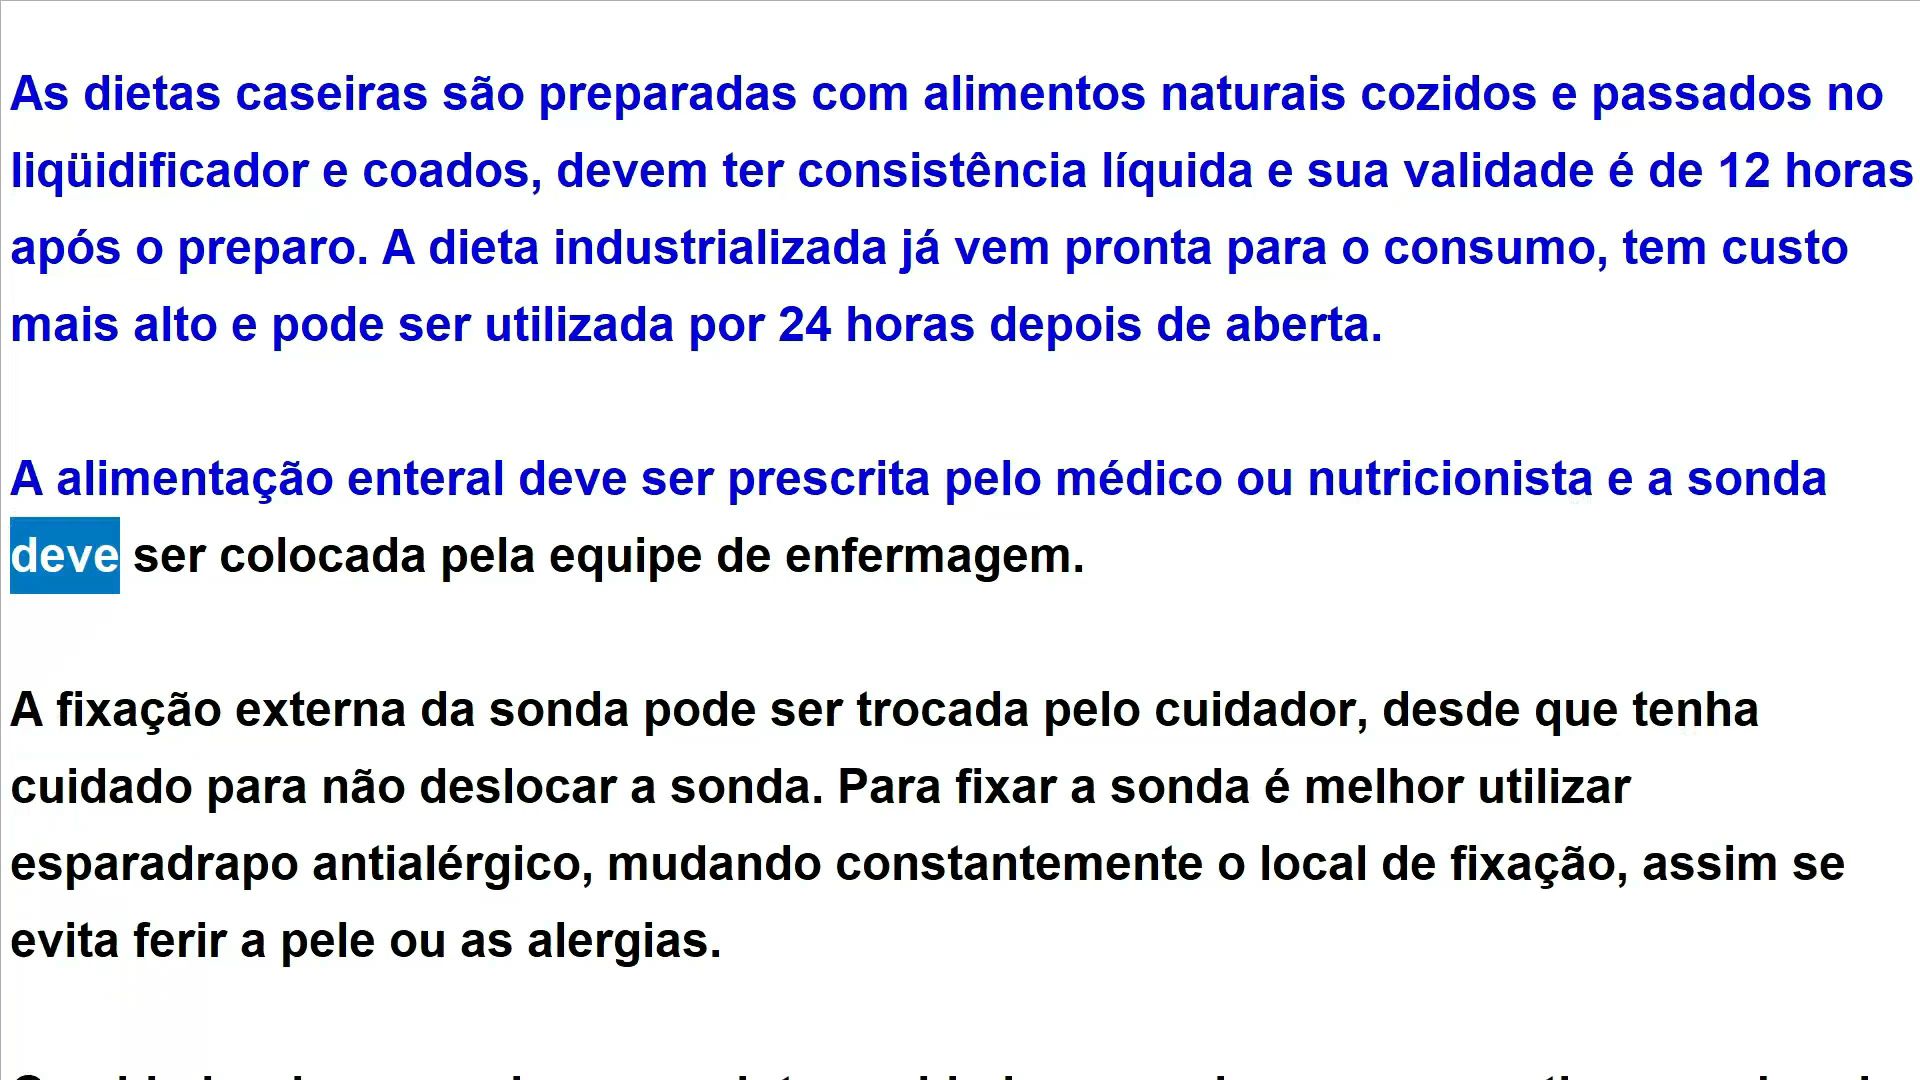 As dietas caseiras são preparadas com alimentos naturais cozidos e passados no
liqüidificador e coados, devem ter consistência líquida e sua validade é de 12 horas
após o preparo. A dieta industrializada já vem pronta para o consumo, tem custo
mais alto e pode ser utilizada por 24 horas depois de aberta.
A alimentação enteral deve ser prescrita pelo médico ou nutricionista e a sonda
deve ser colocada pela equipe de enfermagem.
A fixação externa da sonda pode ser trocada pelo cuidador, desde que tenha
cuidado para não deslocar a sonda. Para fixar a sonda é melhor utilizar
esparadrapo antialérgico, mudando constantemente o local de fixação, assim se
evita ferir a pele ou as alergias.